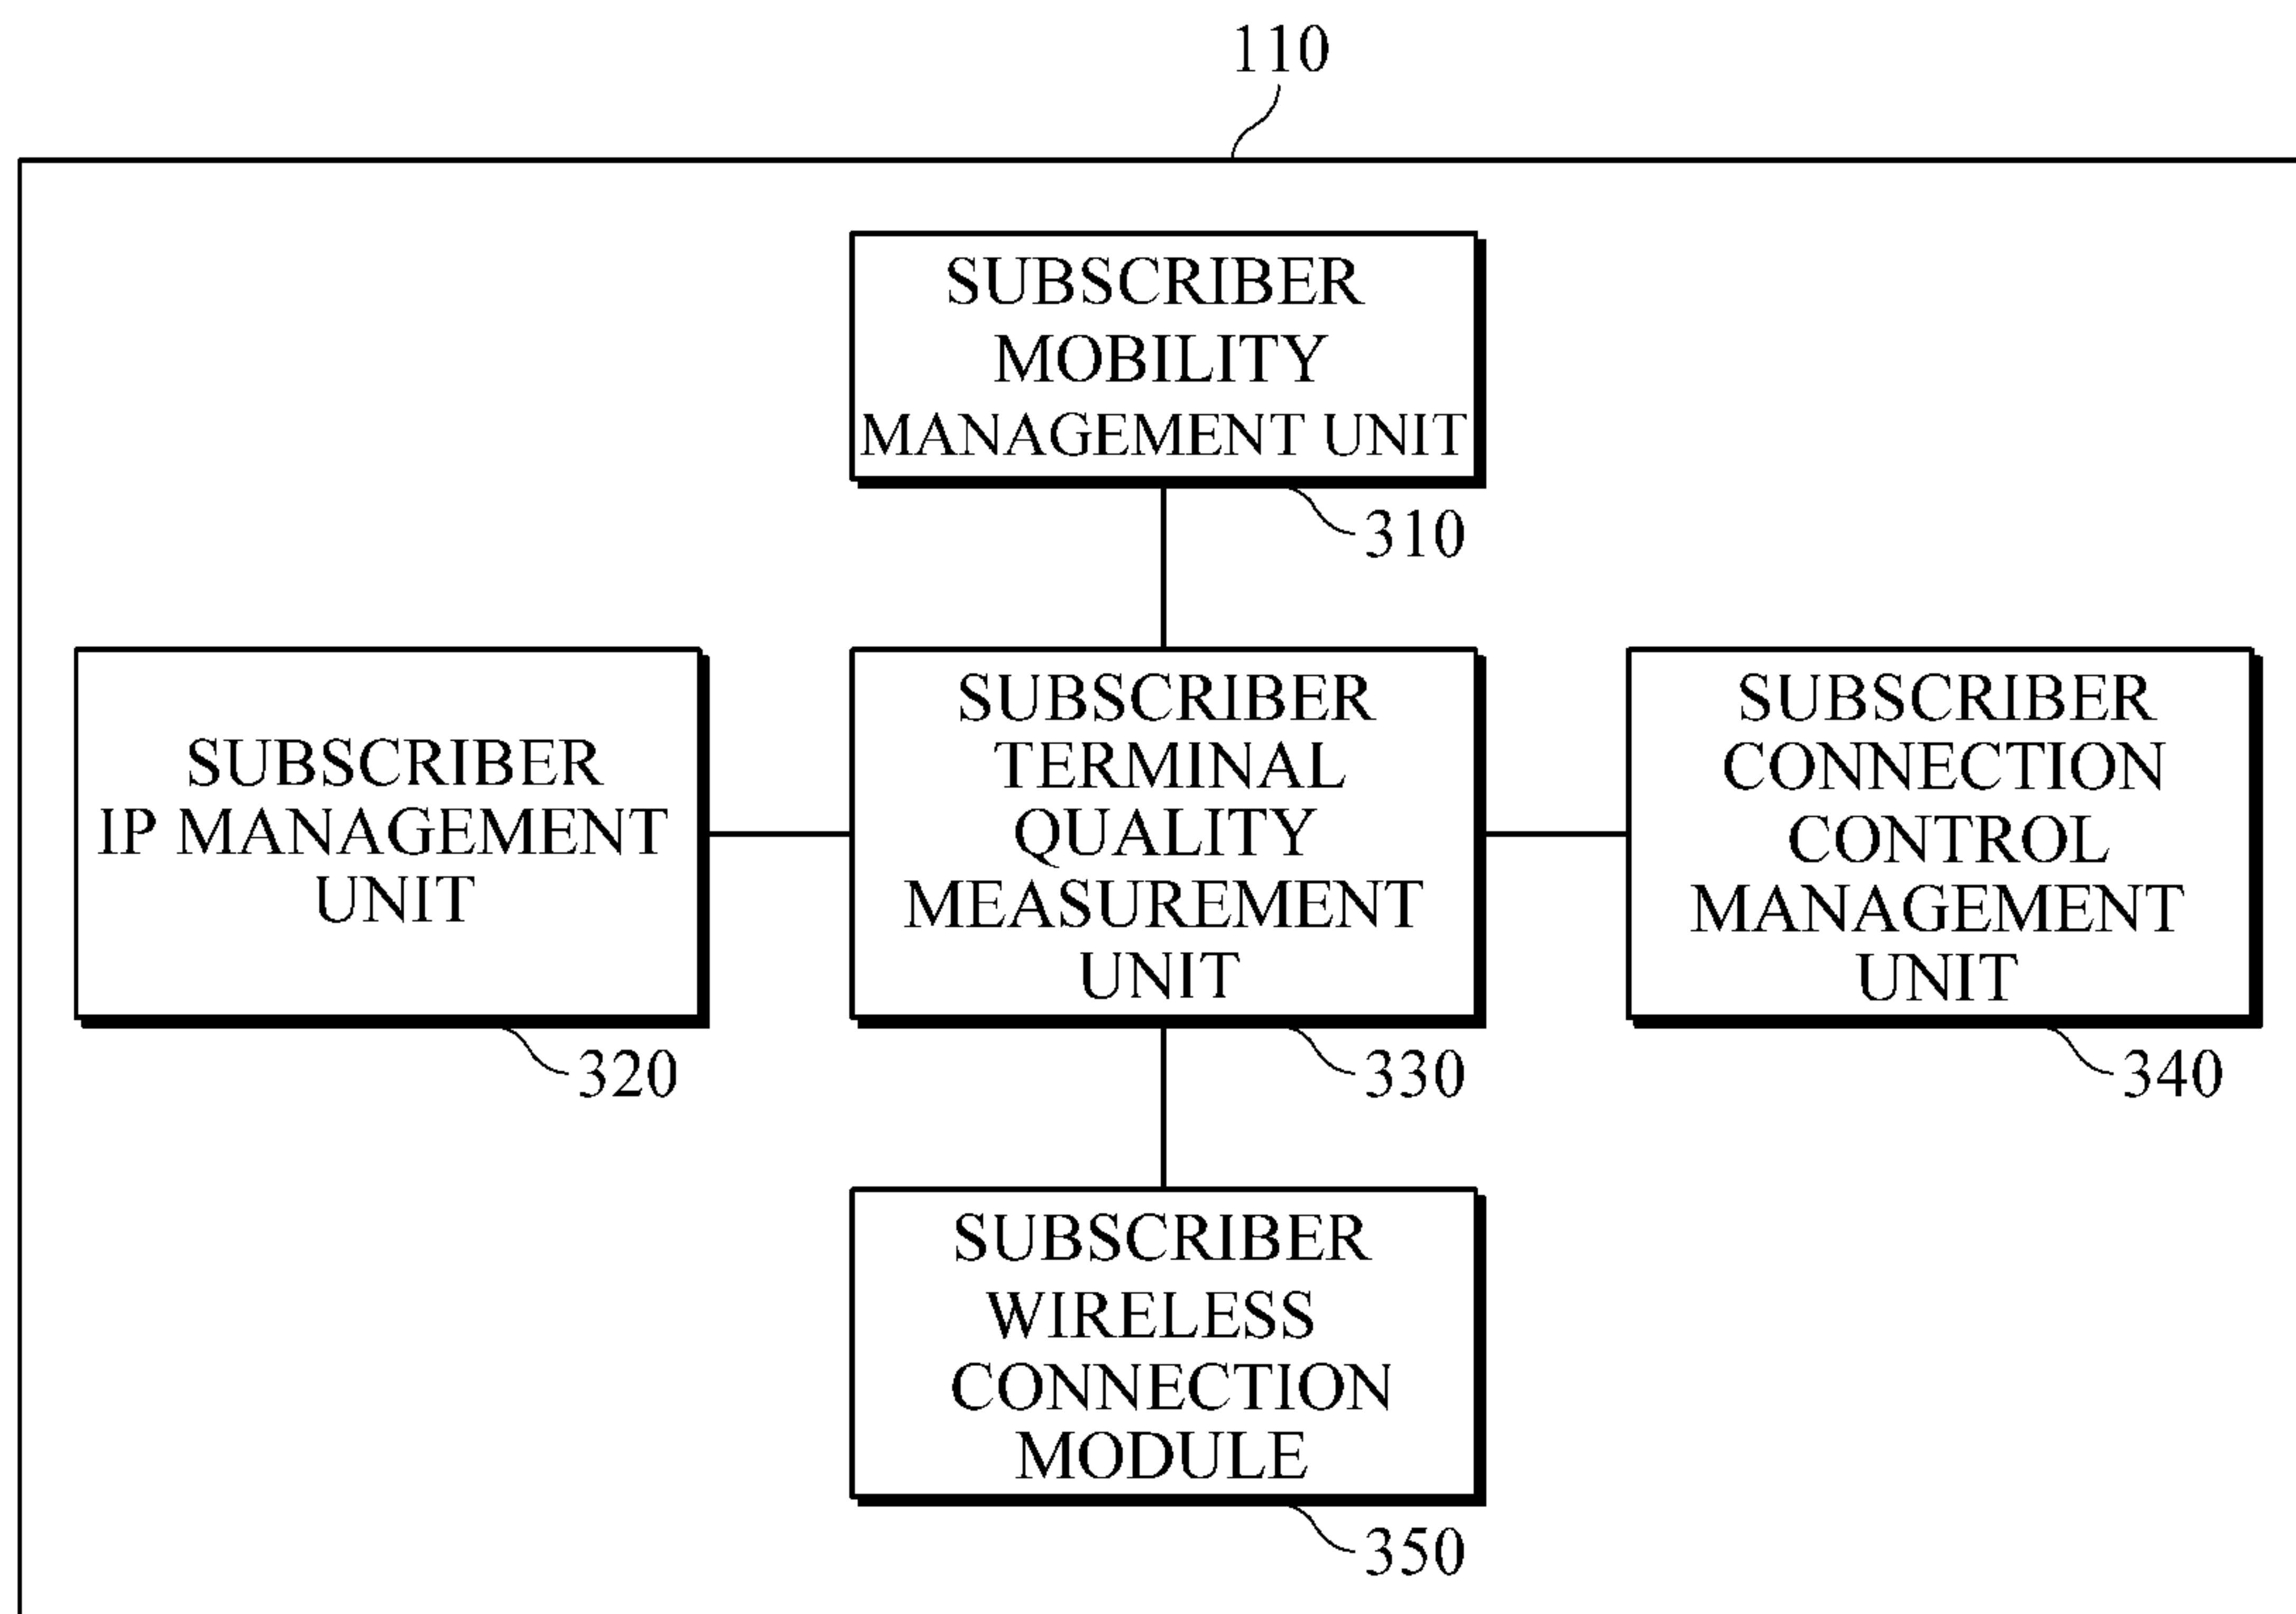 110
SUBSCRIBER
MOBILITY
MANAGEMENT UNIT
310
SUBSCRIBER
IP MANAGEMENT
UNIT
320
SUBSCRIBER
TERMINAL
QUALITY
MEASUREMENT
UNIT
330
SUBSCRIBER
CONNECTION
CONTROL
MANAGEMENT
UNIT
340
SUBSCRIBER
WIRELESS
CONNECTION
MODULE
350